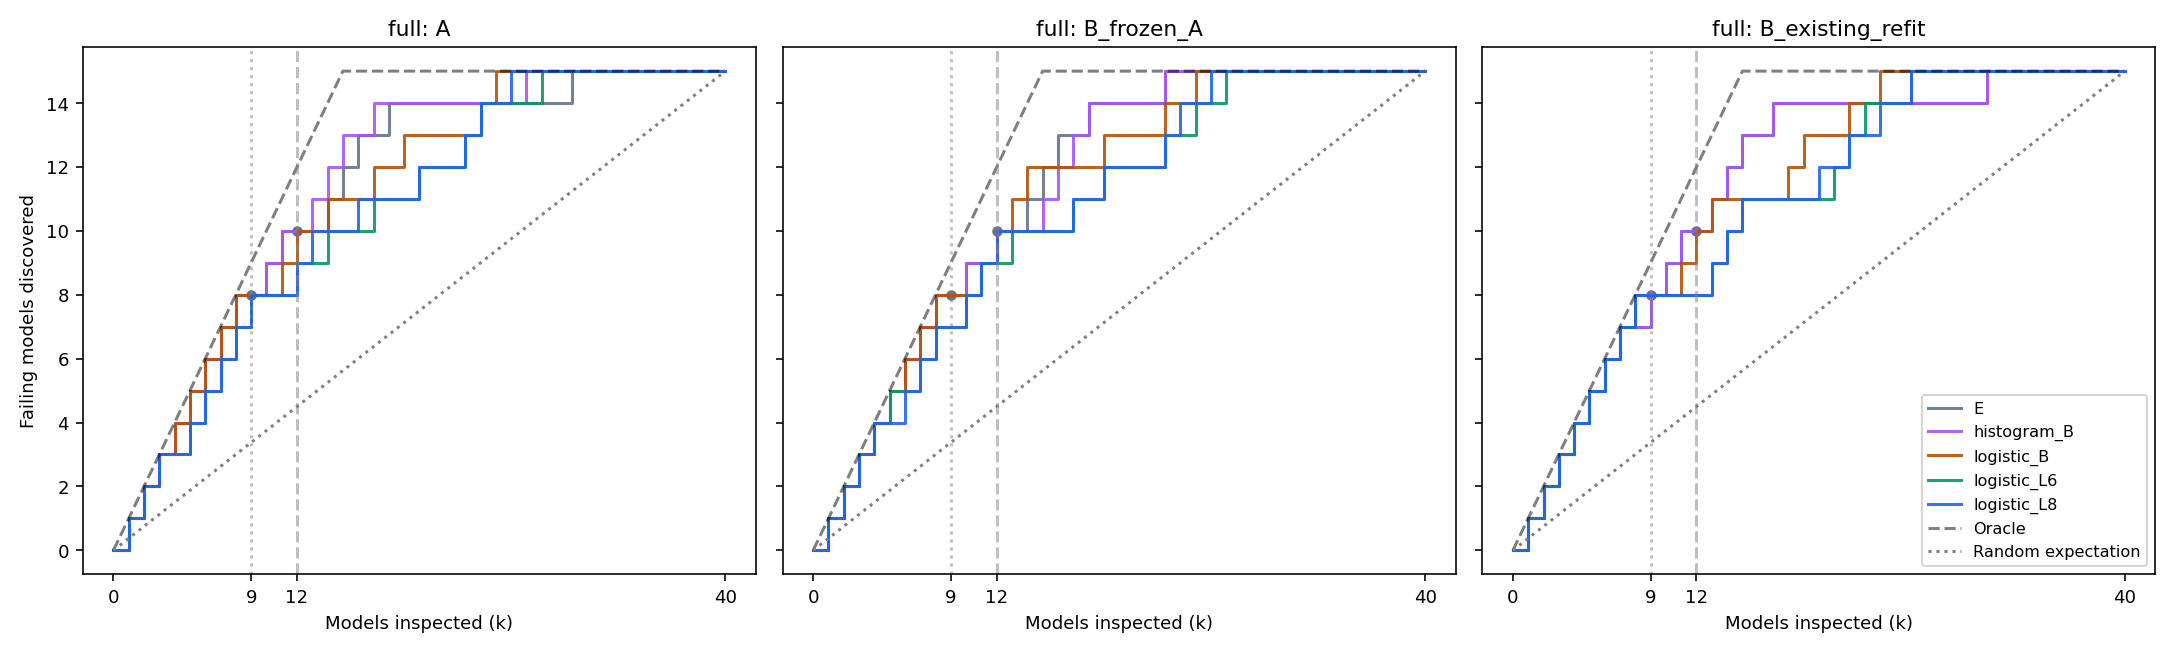 full: A
full: B_frozen_A
full: B_existing_refit
Failing models discovered
14
12
10
8
6
4
2
0
0 9 12 40
0 9 12 40
0 9 12 40
Models inspected (k)
Models inspected (k)
Models inspected (k)
E
histogram_B
logistic_B
logistic_L6
logistic_L8
Oracle
Random expectation